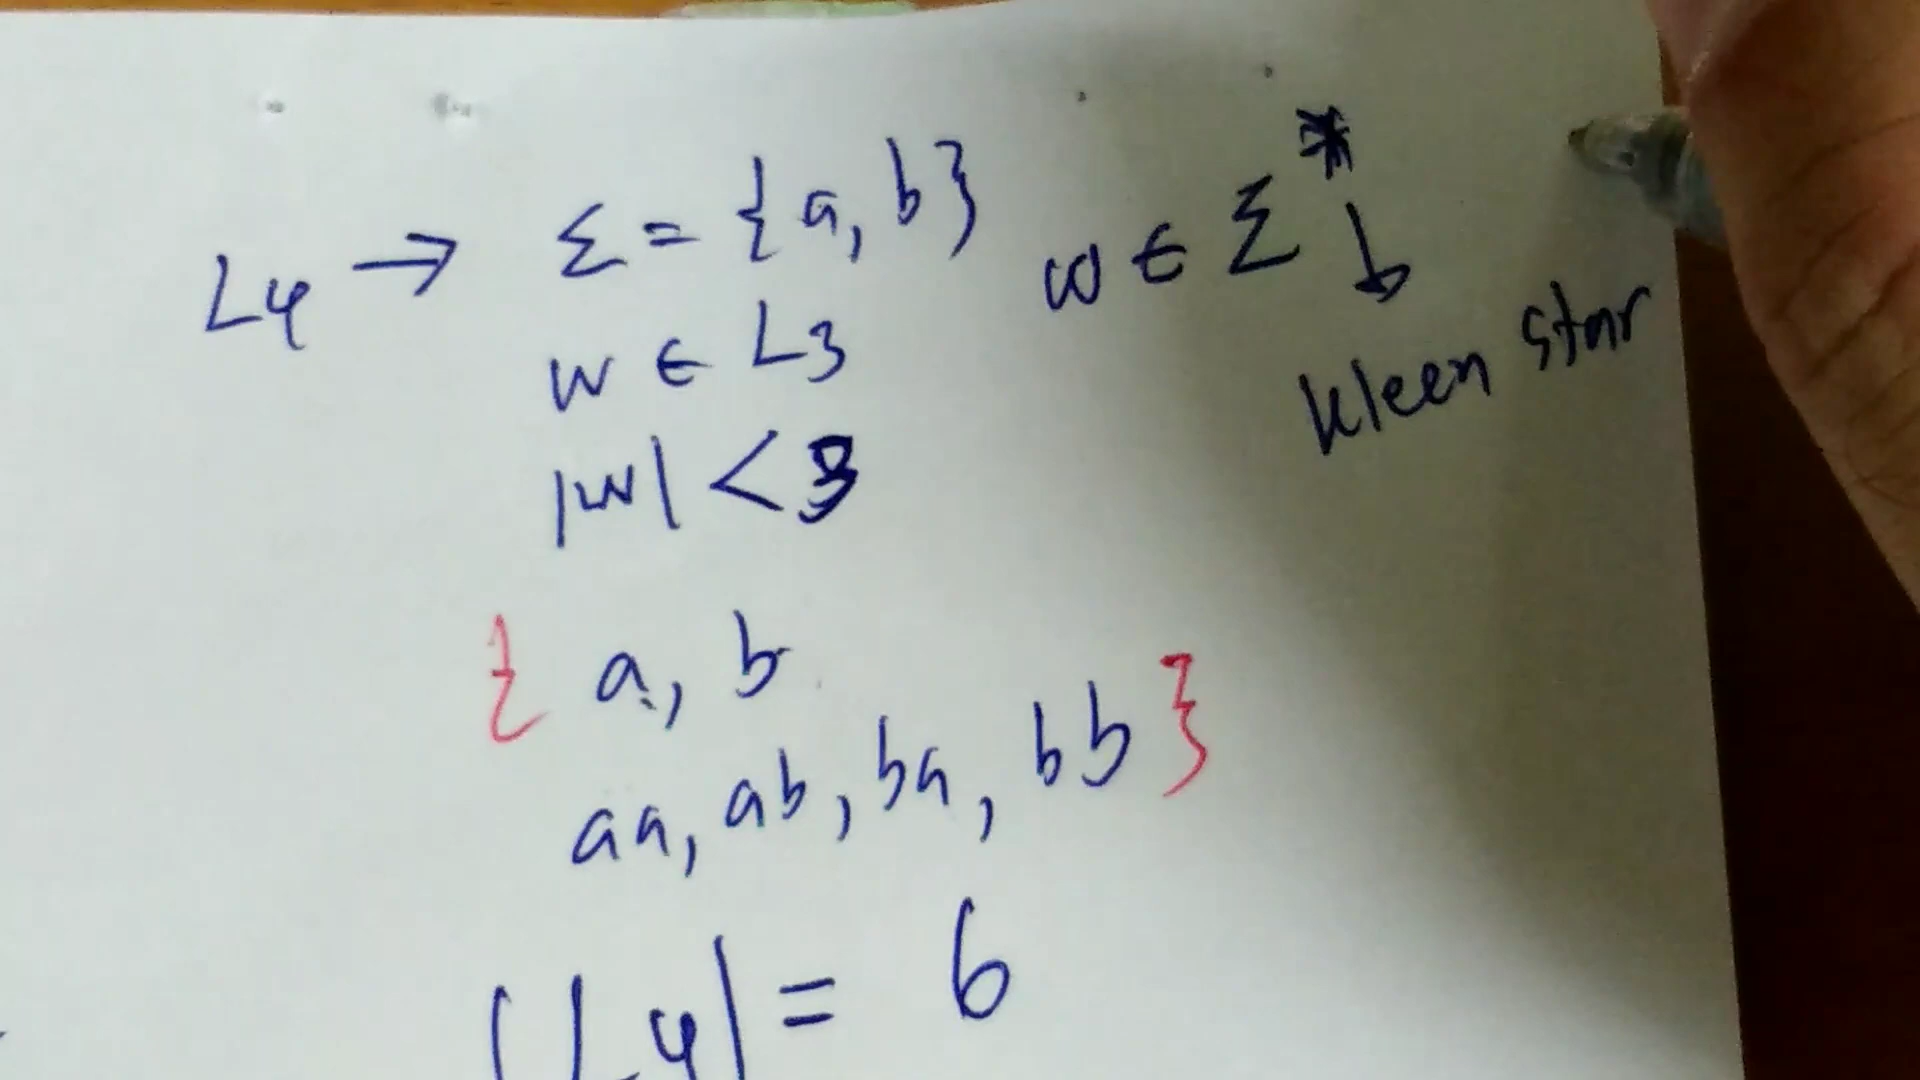 L4 → Σ = {a, b} w ∈ Σ*
w ∈ L3
kleen star
|w| < 3
{ a, b
aa, ab, ba, bb }
|L4| = 6